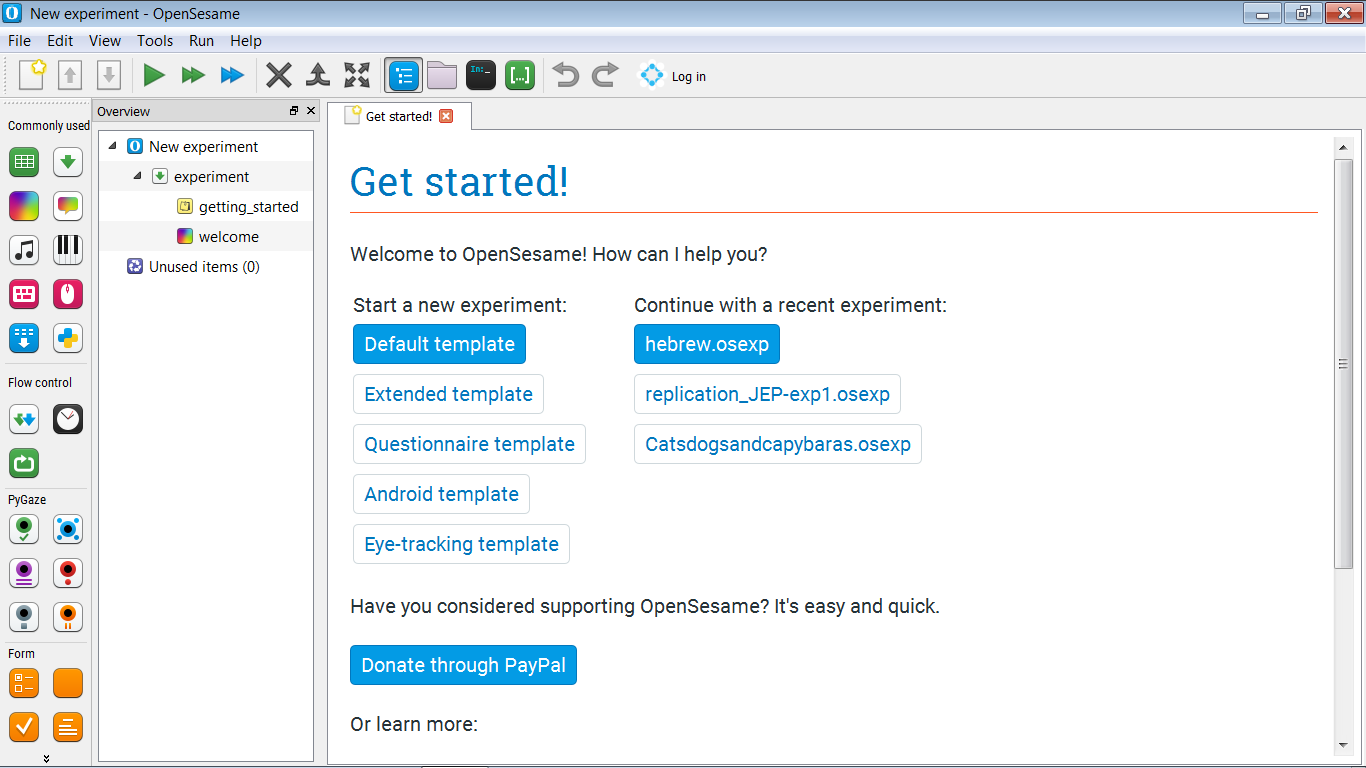 New experiment - OpenSesame
File Edit View Tools Run Help
In:_ [...] Log in
Commonly used
Flow control
PyGaze
Form
Overview
New experiment
experiment
getting_started
welcome
Unused items (0)
Get started!
Get started!
Welcome to OpenSesame! How can I help you?
Start a new experiment:
Default template
Extended template
Questionnaire template
Android template
Eye-tracking template
Continue with a recent experiment:
hebrew.osexp
replication_JEP-exp1.osexp
Catsdogsandcapybaras.osexp
Have you considered supporting OpenSesame? It's easy and quick.
Donate through PayPal
Or learn more: